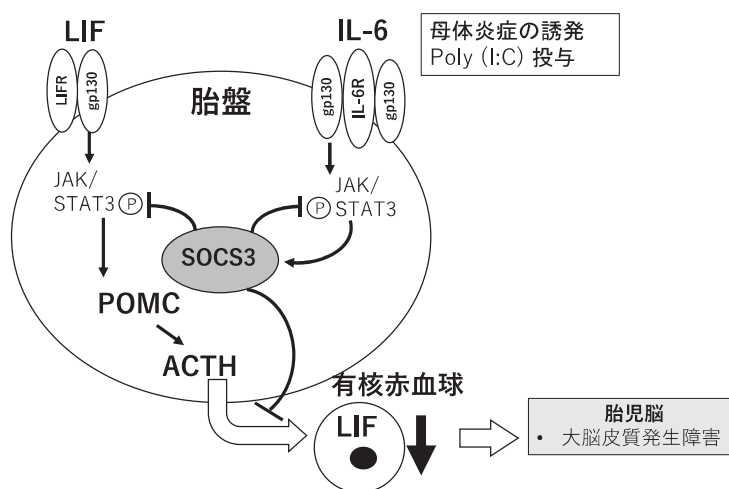 LIF
IL-6
母体炎症の誘発
Poly (I:C) 投与
LIFR
gp130
gp130
IL-6R
gp130
胎盤
JAK/
STAT3 P
JAK/
P STAT3
SOCS3
POMC
ACTH
有核赤血球
LIF
胎児脳
• 大脳皮質発生障害